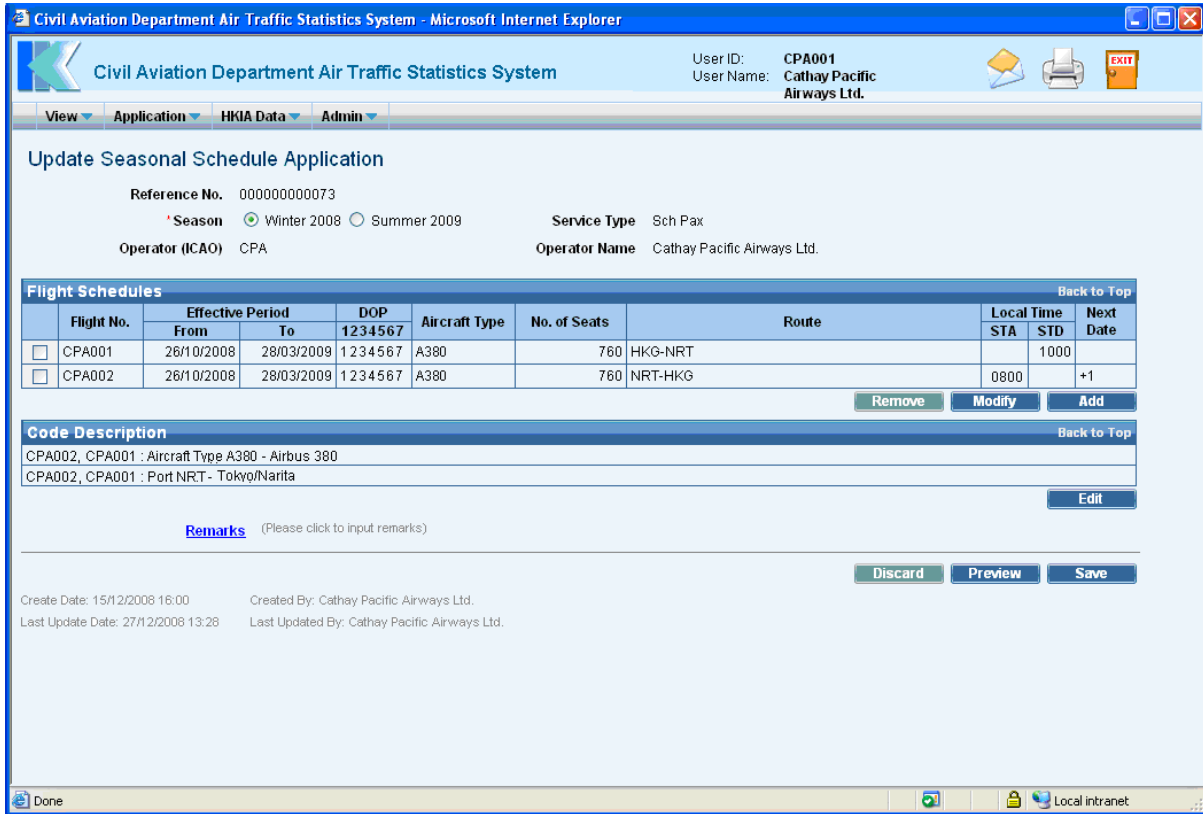 Civil Aviation Department Air Traffic Statistics System - Microsoft Internet Explorer
Civil Aviation Department Air Traffic Statistics System
User ID: CPA001
User Name: Cathay Pacific Airways Ltd.
EXIT
View Application HKIA Data Admin
Update Seasonal Schedule Application
Reference No. 000000000073
*Season Winter 2008 Summer 2009 Service Type Sch Pax
Operator (ICAO) CPA Operator Name Cathay Pacific Airways Ltd.
Flight Schedules Back to Top
Flight No. Effective Period DOP Aircraft Type No. of Seats Route Local Time Next Date
From To 1234567 STA STD
CPA001 26/10/2008 28/03/2009 1234567 A380 760 HKG-NRT 1000
CPA002 26/10/2008 28/03/2009 1234567 A380 760 NRT-HKG 0800 +1
Remove Modify Add
Code Description Back to Top
CPA002, CPA001 : Aircraft Type A380 - Airbus 380
CPA002, CPA001 : Port NRT - Tokyo/Narita
Edit
Remarks (Please click to input remarks)
Discard Preview Save
Create Date: 15/12/2008 16:00 Created By: Cathay Pacific Airways Ltd.
Last Update Date: 27/12/2008 13:28 Last Updated By: Cathay Pacific Airways Ltd.
Done Local intranet